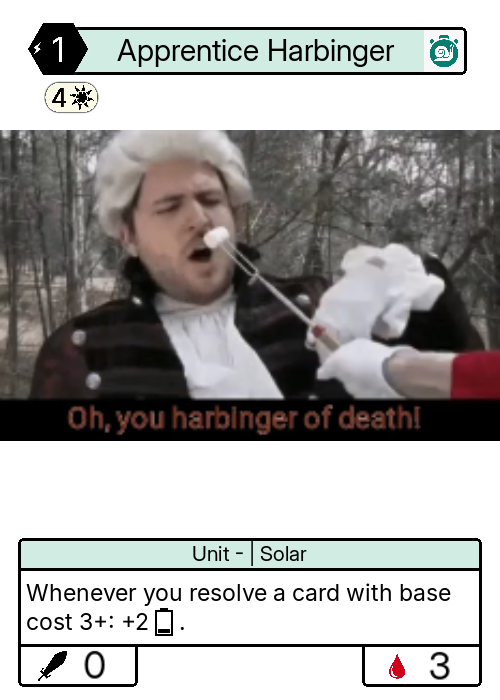 1
Apprentice Harbinger
4
Oh, you harbinger of death!
Unit - | Solar
Whenever you resolve a card with base
cost 3+: +2 .
0
3